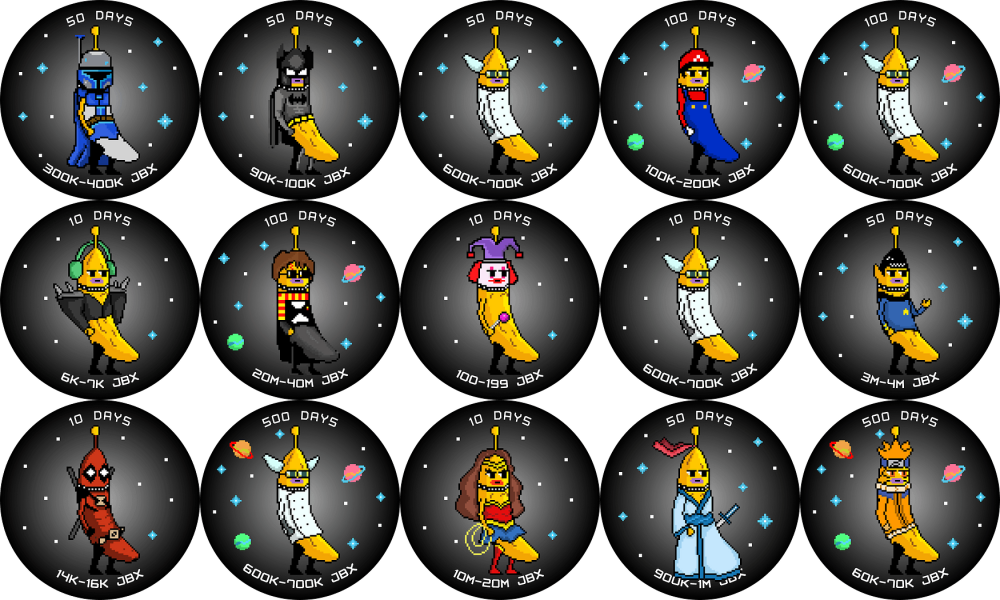 50 DAYS
300K-400K JBX
50 DAYS
90K-100K JBX
50 DAYS
600K-700K JBX
100 DAYS
100K-200K JBX
100 DAYS
600K-700K JBX
10 DAYS
6K-7K JBX
100 DAYS
20M-40M JBX
10 DAYS
100-199 JBX
10 DAYS
600K-700K JBX
50 DAYS
3M-4M JBX
10 DAYS
14K-16K JBX
500 DAYS
600K-700K JBX
10 DAYS
10M-20M JBX
50 DAYS
900K-1M JBX
500 DAYS
60K-70K JBX